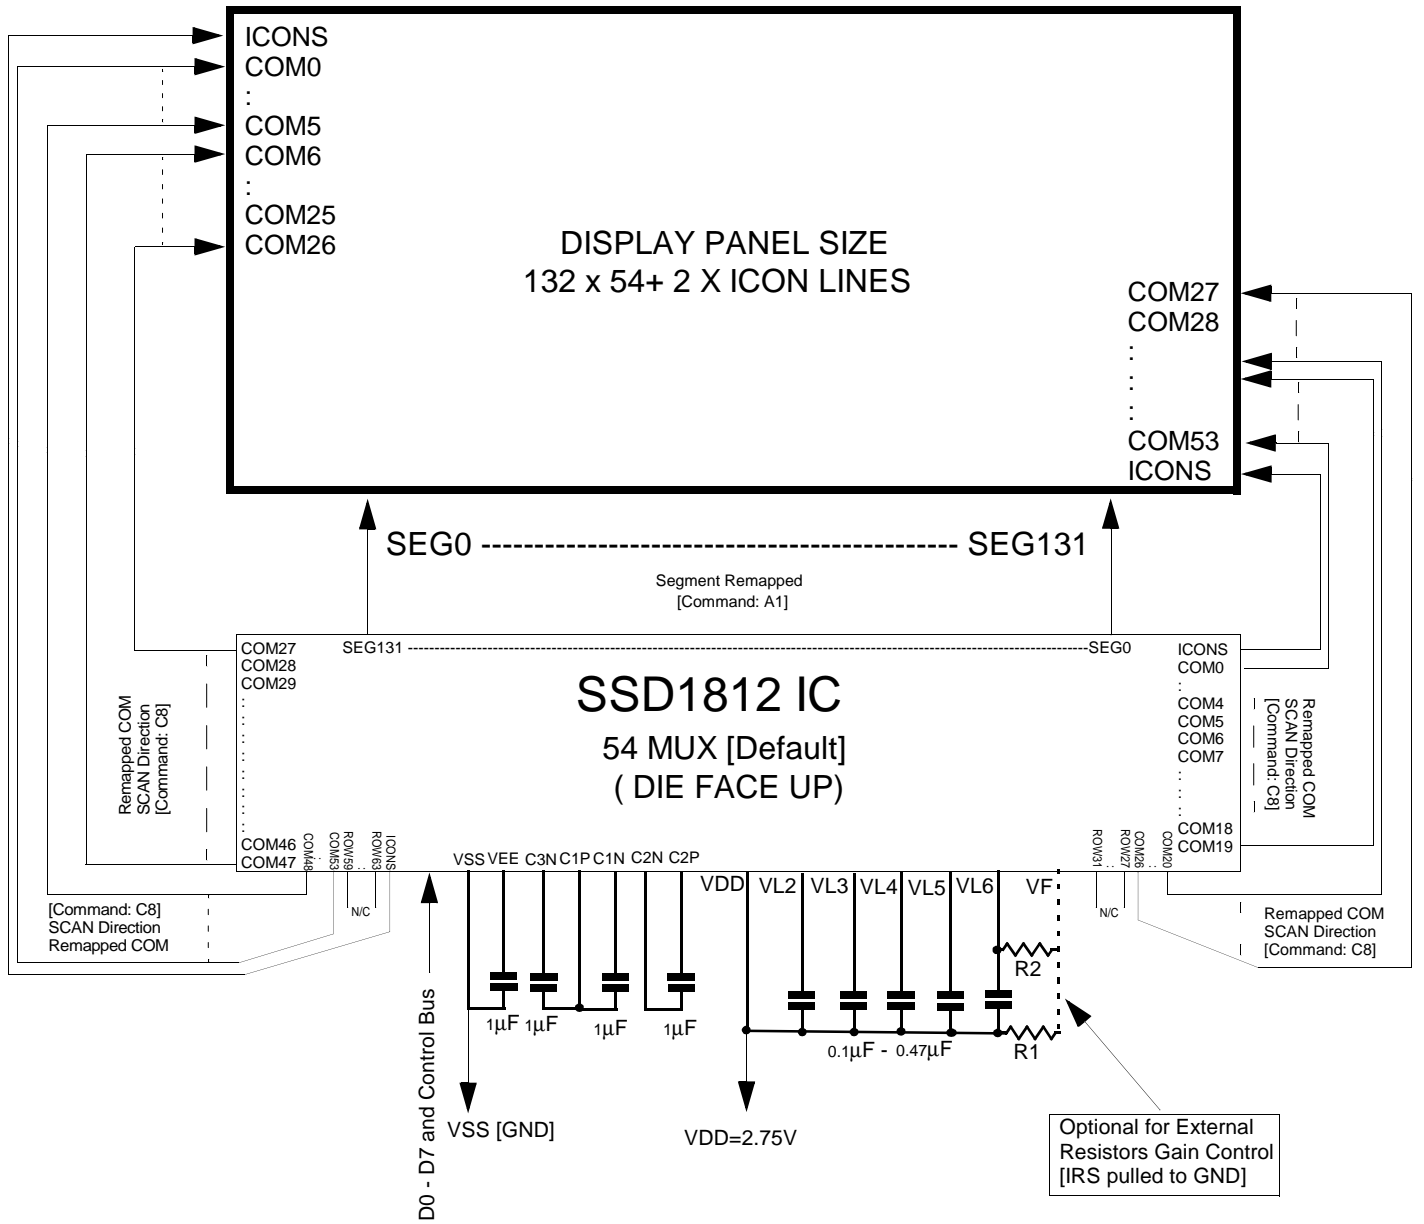 ICONS
COM0
:
COM5
COM6
:
COM25
COM26
DISPLAY PANEL SIZE
132 x 54+ 2 X ICON LINES
COM27
COM28
:
:
:
COM53
ICONS
SEG0 -------------------------------------------- SEG131
Segment Remapped
[Command: A1]
COM27
COM28
COM29
:
:
:
:
:
:
:
:
COM46
COM47
SEG131 ----------------------------------------SEG0
ICONS
COM0
:
COM4
COM5
COM6
COM7
:
:
:
COM18
COM19
SSD1812 IC
54 MUX [Default]
( DIE FACE UP)
Remapped COM
SCAN Direction
[Command: C8]
Remapped COM
SCAN Direction
[Command: C8]
COM48
:
COM53
ROW59
:
ROW63
ICONS
VSS VEE C3N C1P C1N C2N C2P
VDD VL2 VL3 VL4 VL5 VL6 VF
ROW31
:
ROW27
COM26
:
COM20
N/C
N/C
[Command: C8]
SCAN Direction
Remapped COM
Remapped COM
SCAN Direction
[Command: C8]
D0 - D7 and Control Bus
1µF 1µF 1µF 1µF
R2
R1
0.1µF - 0.47µF
VSS [GND]
VDD=2.75V
Optional for External
Resistors Gain Control
[IRS pulled to GND]